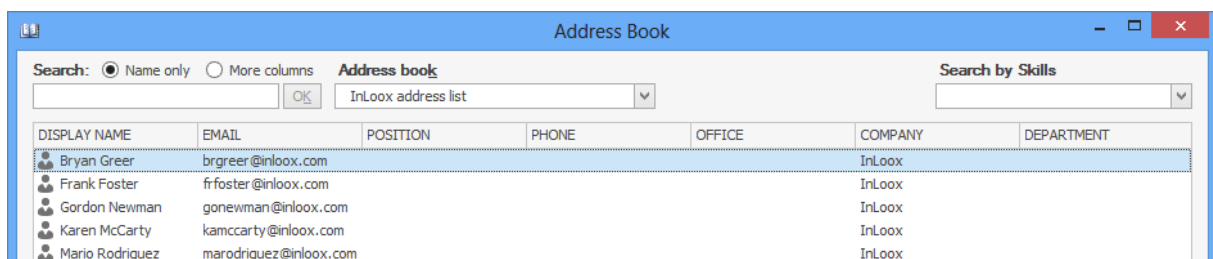 Address Book
Search: Name only More columns Address book Search by Skills
OK InLoox address list
DISPLAY NAME EMAIL POSITION PHONE OFFICE COMPANY DEPARTMENT
Bryan Greer brgreer@inloox.com InLoox
Frank Foster frfoster@inloox.com InLoox
Gordon Newman gonewman@inloox.com InLoox
Karen McCarty kamccarty@inloox.com InLoox
Mario Rodriguez marodriguez@inloox.com InLoox